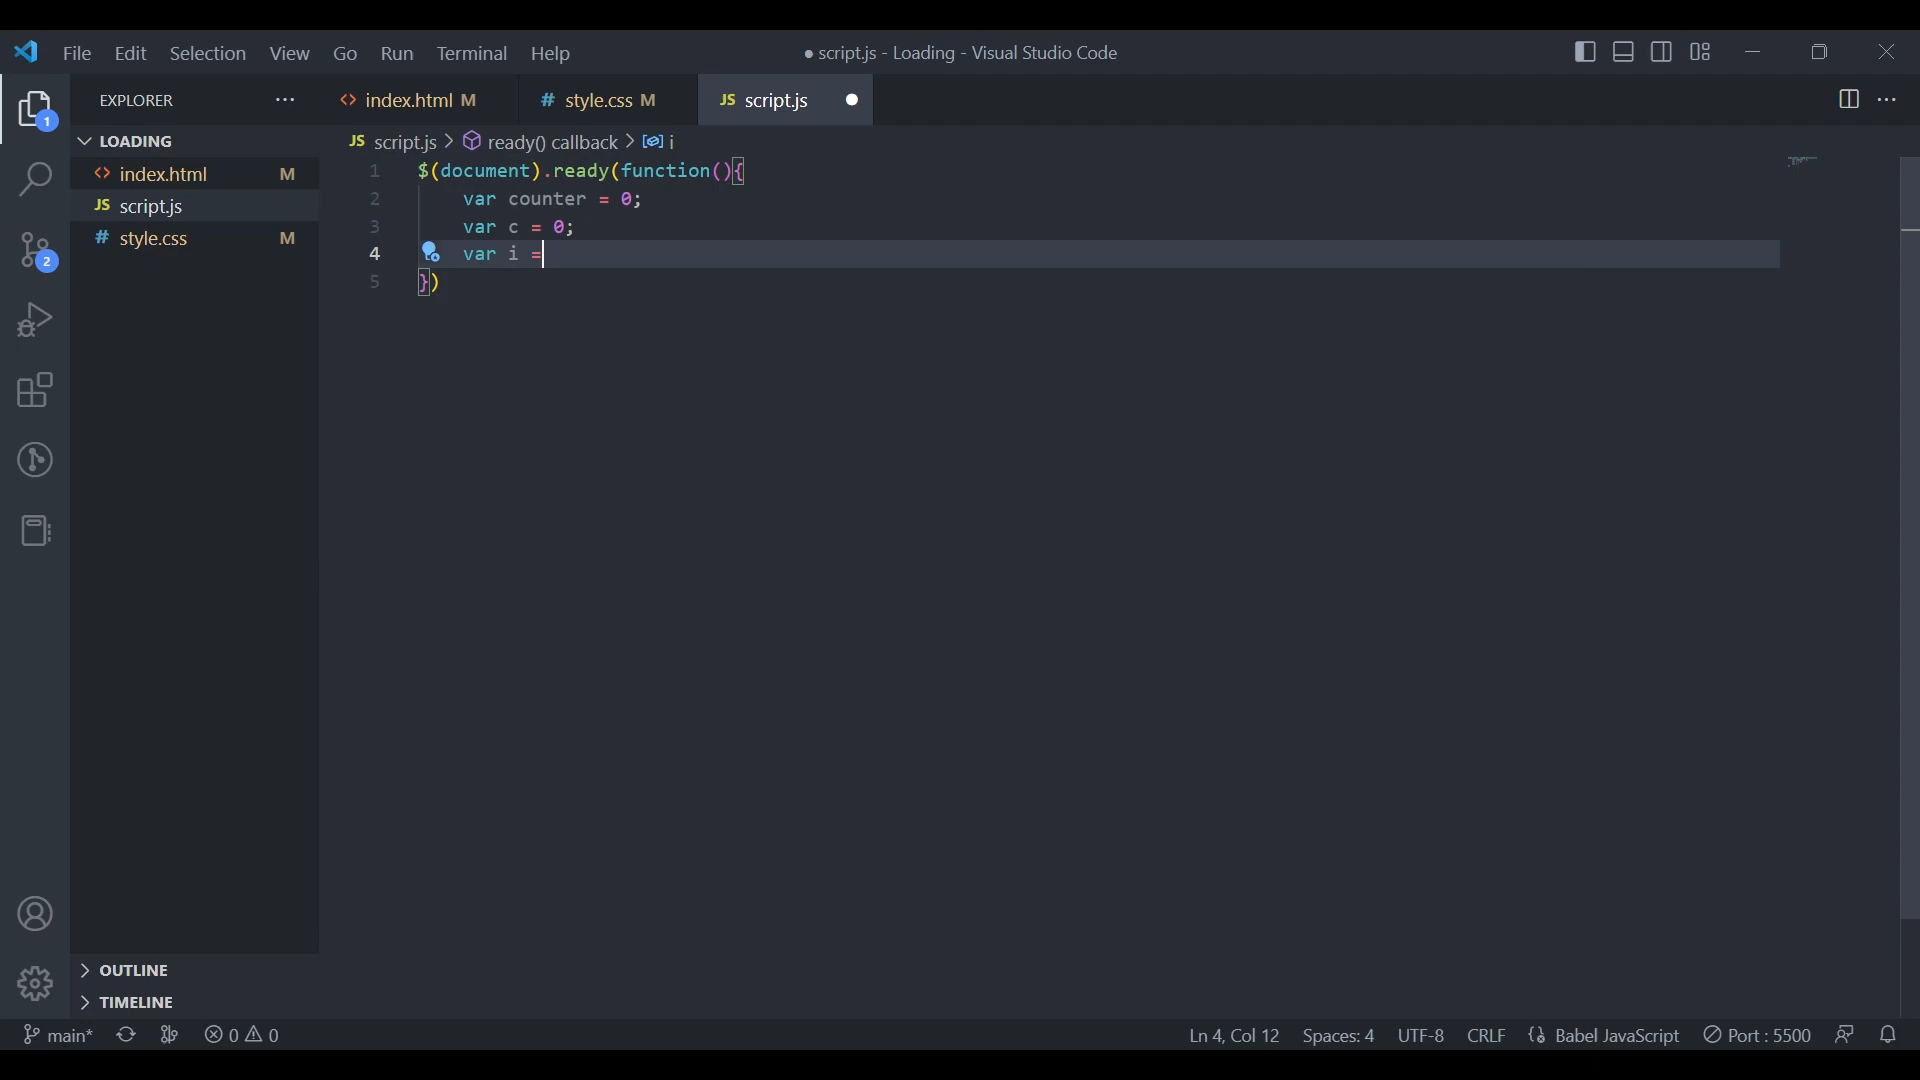 File Edit Selection View Go Run Terminal Help ● script.js - Loading - Visual Studio Code
EXPLORER ··· <> index.html M # style.css M JS script.js ● ···
1
LOADING
JS script.js > ready() callback > i
<> index.html M
JS script.js
# style.css M
2
1 $(document).ready(function(){
2 var counter = 0;
3 var c = 0;
4 var i =
5 })
OUTLINE
TIMELINE
main* 0 0 Ln 4, Col 12 Spaces: 4 UTF-8 CRLF Babel JavaScript Port : 5500